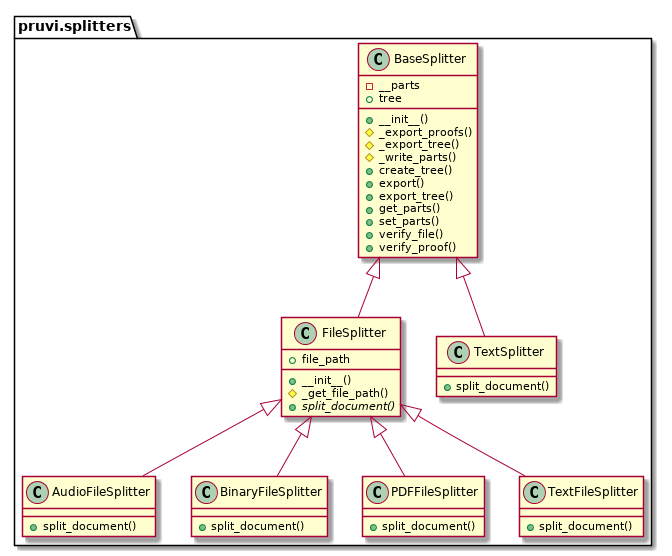 pruvi.splitters
C BaseSplitter
__parts
tree
__init__()
_export_proofs()
_export_tree()
_write_parts()
create_tree()
export()
export_tree()
get_parts()
set_parts()
verify_file()
verify_proof()
C FileSplitter
file_path
__init__()
_get_file_path()
split_document()
C TextSplitter
split_document()
C AudioFileSplitter
split_document()
C BinaryFileSplitter
split_document()
C PDFFileSplitter
split_document()
C TextFileSplitter
split_document()